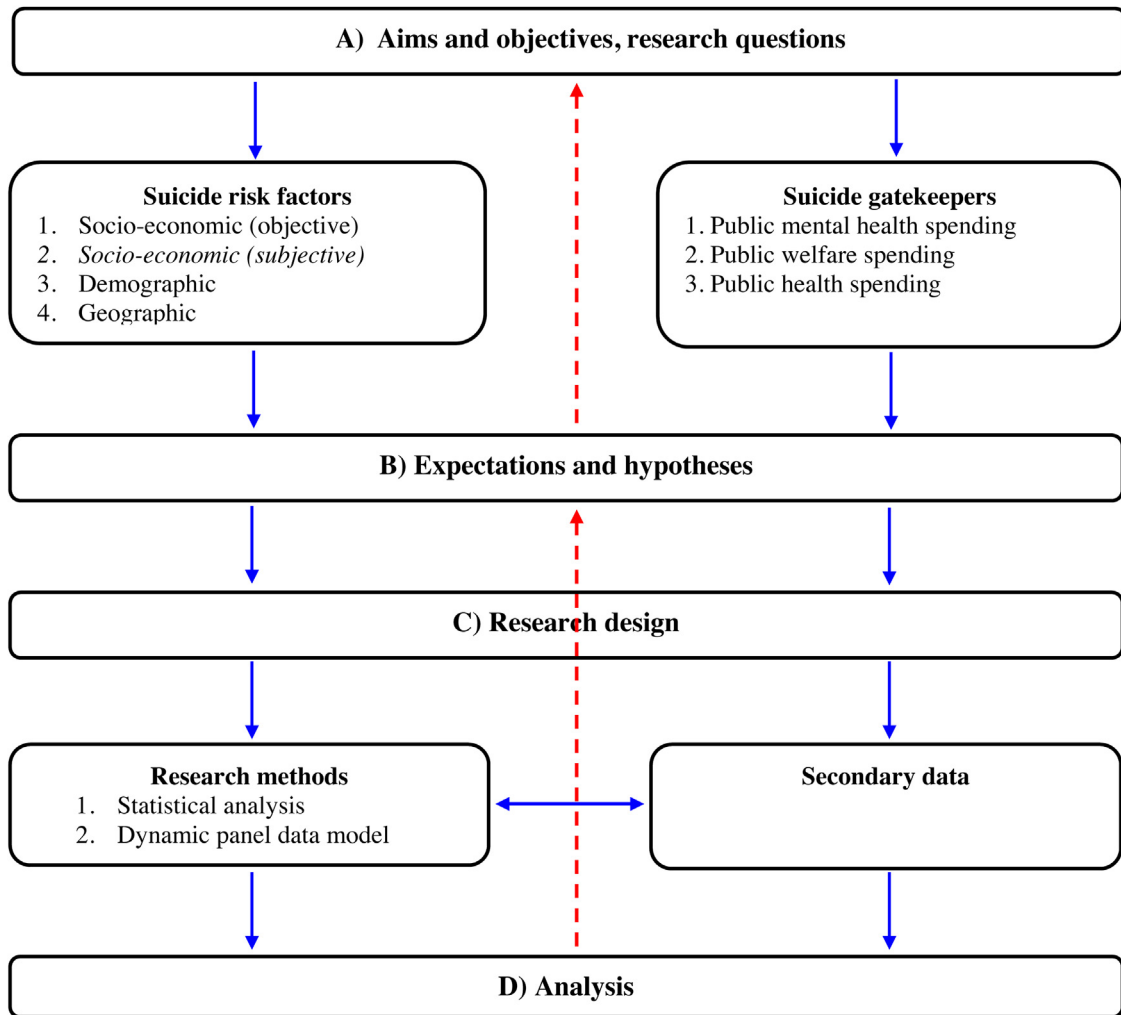 A) Aims and objectives, research questions
Suicide risk factors
1. Socio-economic (objective)
2. Socio-economic (subjective)
3. Demographic
4. Geographic
Suicide gatekeepers
1. Public mental health spending
2. Public welfare spending
3. Public health spending
B) Expectations and hypotheses
C) Research design
Research methods
1. Statistical analysis
2. Dynamic panel data model
Secondary data
D) Analysis